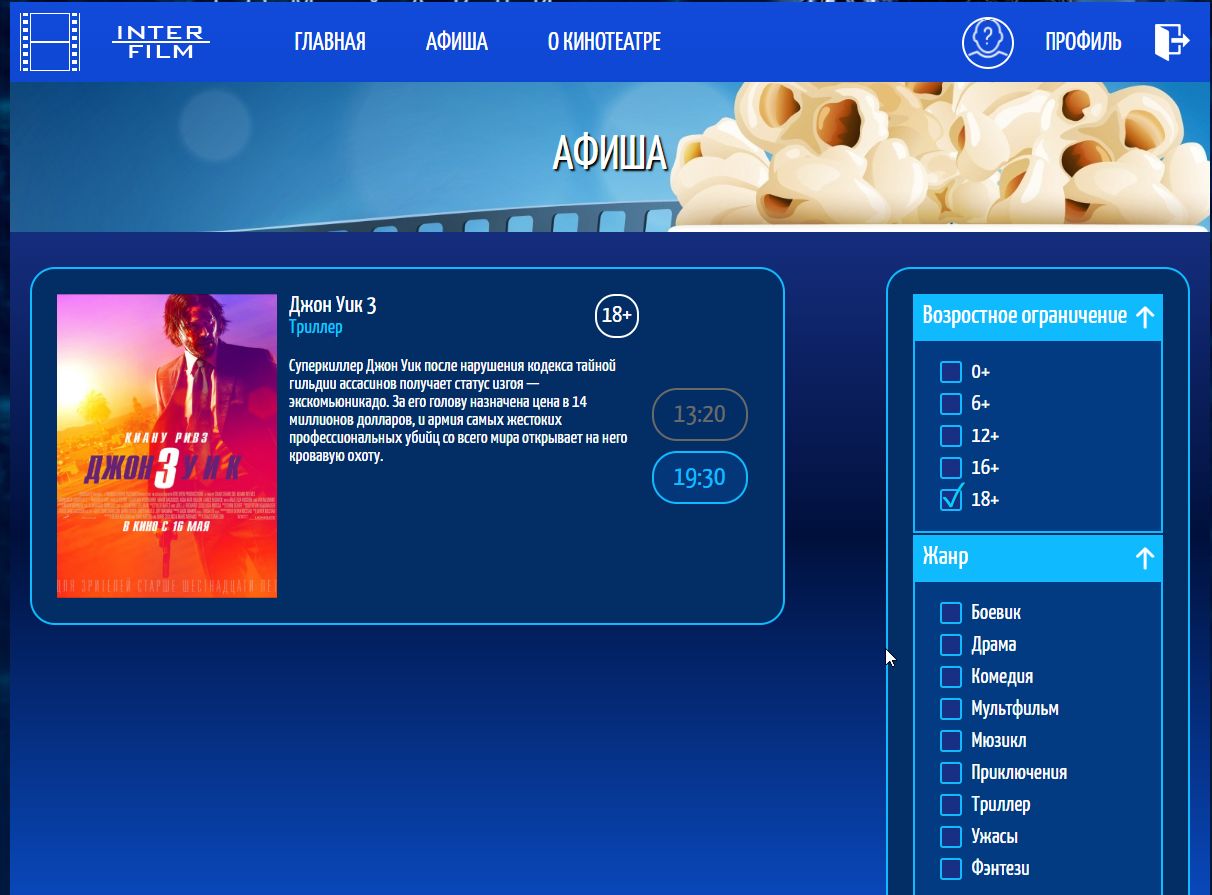 INTER
FILM
ГЛАВНАЯ
АФИША
О КИНОТЕАТРЕ
?
ПРОФИЛЬ
АФИША
Джон Уик 3
Триллер
18+
Суперкиллер Джон Уик после нарушения кодекса тайной
гильдии ассасинов получает статус изгоя —
экскомьюникадо. За его голову назначена цена в 14
миллионов долларов, и армия самых жестоких
профессиональных убийц со всего мира открывает на него
кровавую охоту.
13:20
19:30
КИАНУ РИВЗ
ДЖОН 3 УИК
В КИНО С 16 МАЯ
ЗРИТЕЛЕЙ СТАРШЕ ШЕСТНАДЦАТИ
Возростное ограничение
0+
6+
12+
16+
18+
Жанр
Боевик
Драма
Комедия
Мультфильм
Мюзикл
Приключения
Триллер
Ужасы
Фэнтези